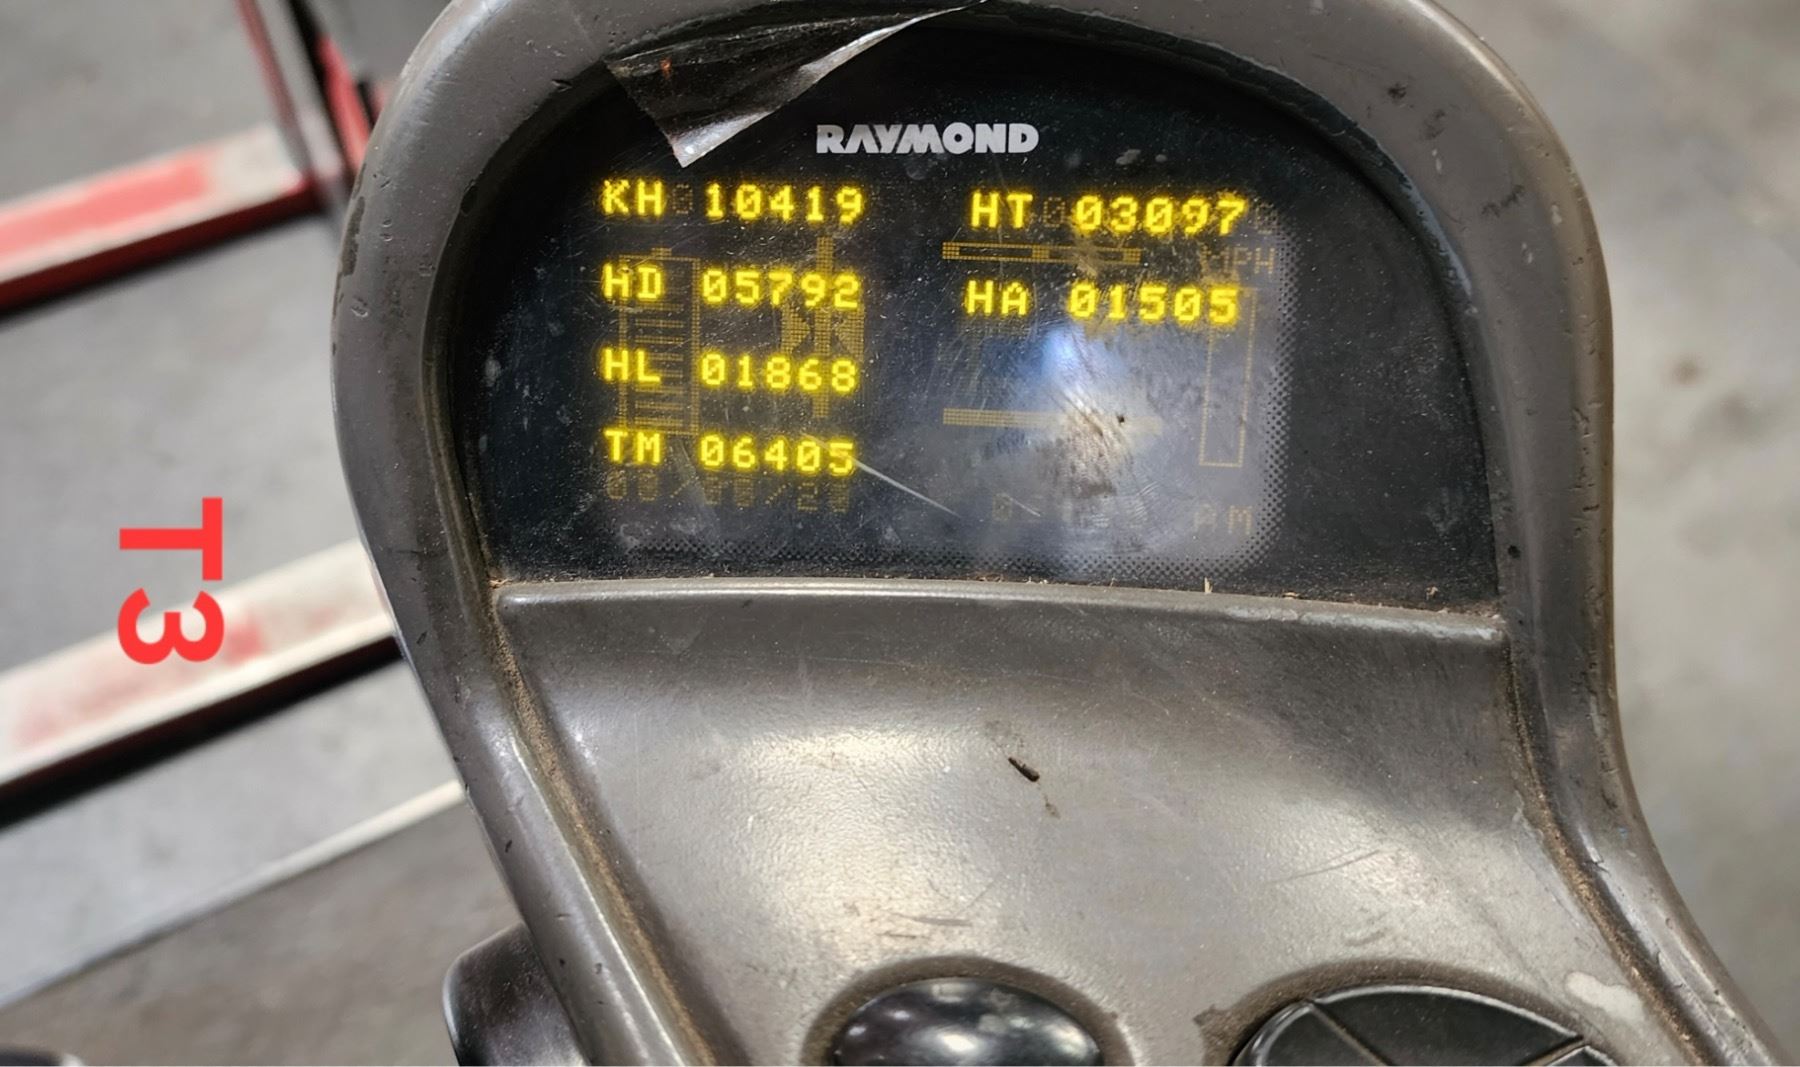 RAYMOND
KH 10419
HT 03097
MPH
HD 05792
HA 01505
HL 01868
TM 06405
AM
T3